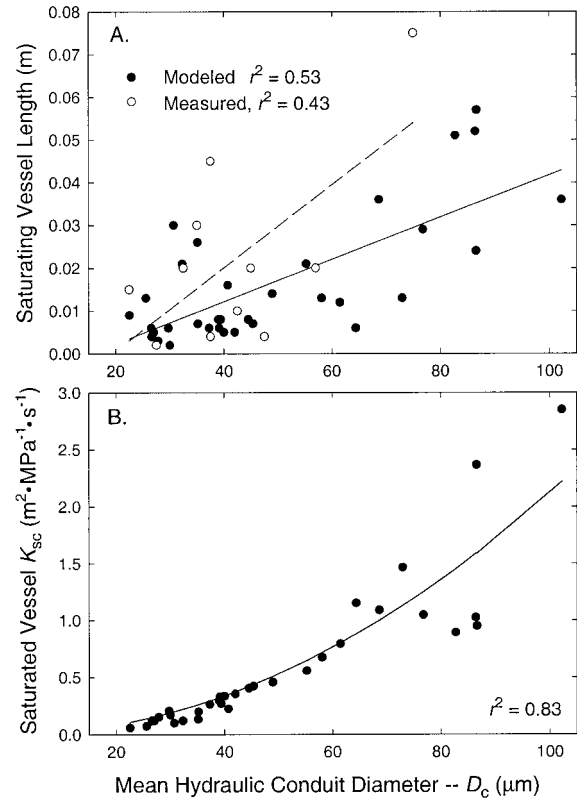 A.
Modeled r² = 0.53
Measured, r² = 0.43
Saturating Vessel Length (m)
0.08
0.07
0.06
0.05
0.04
0.03
0.02
0.01
0.00
20 40 60 80 100
B.
Saturated Vessel Ksc (m²•MPa⁻¹•s⁻¹)
3.0
2.5
2.0
1.5
1.0
0.5
0.0
r² = 0.83
20 40 60 80 100
Mean Hydraulic Conduit Diameter -- Dc (µm)